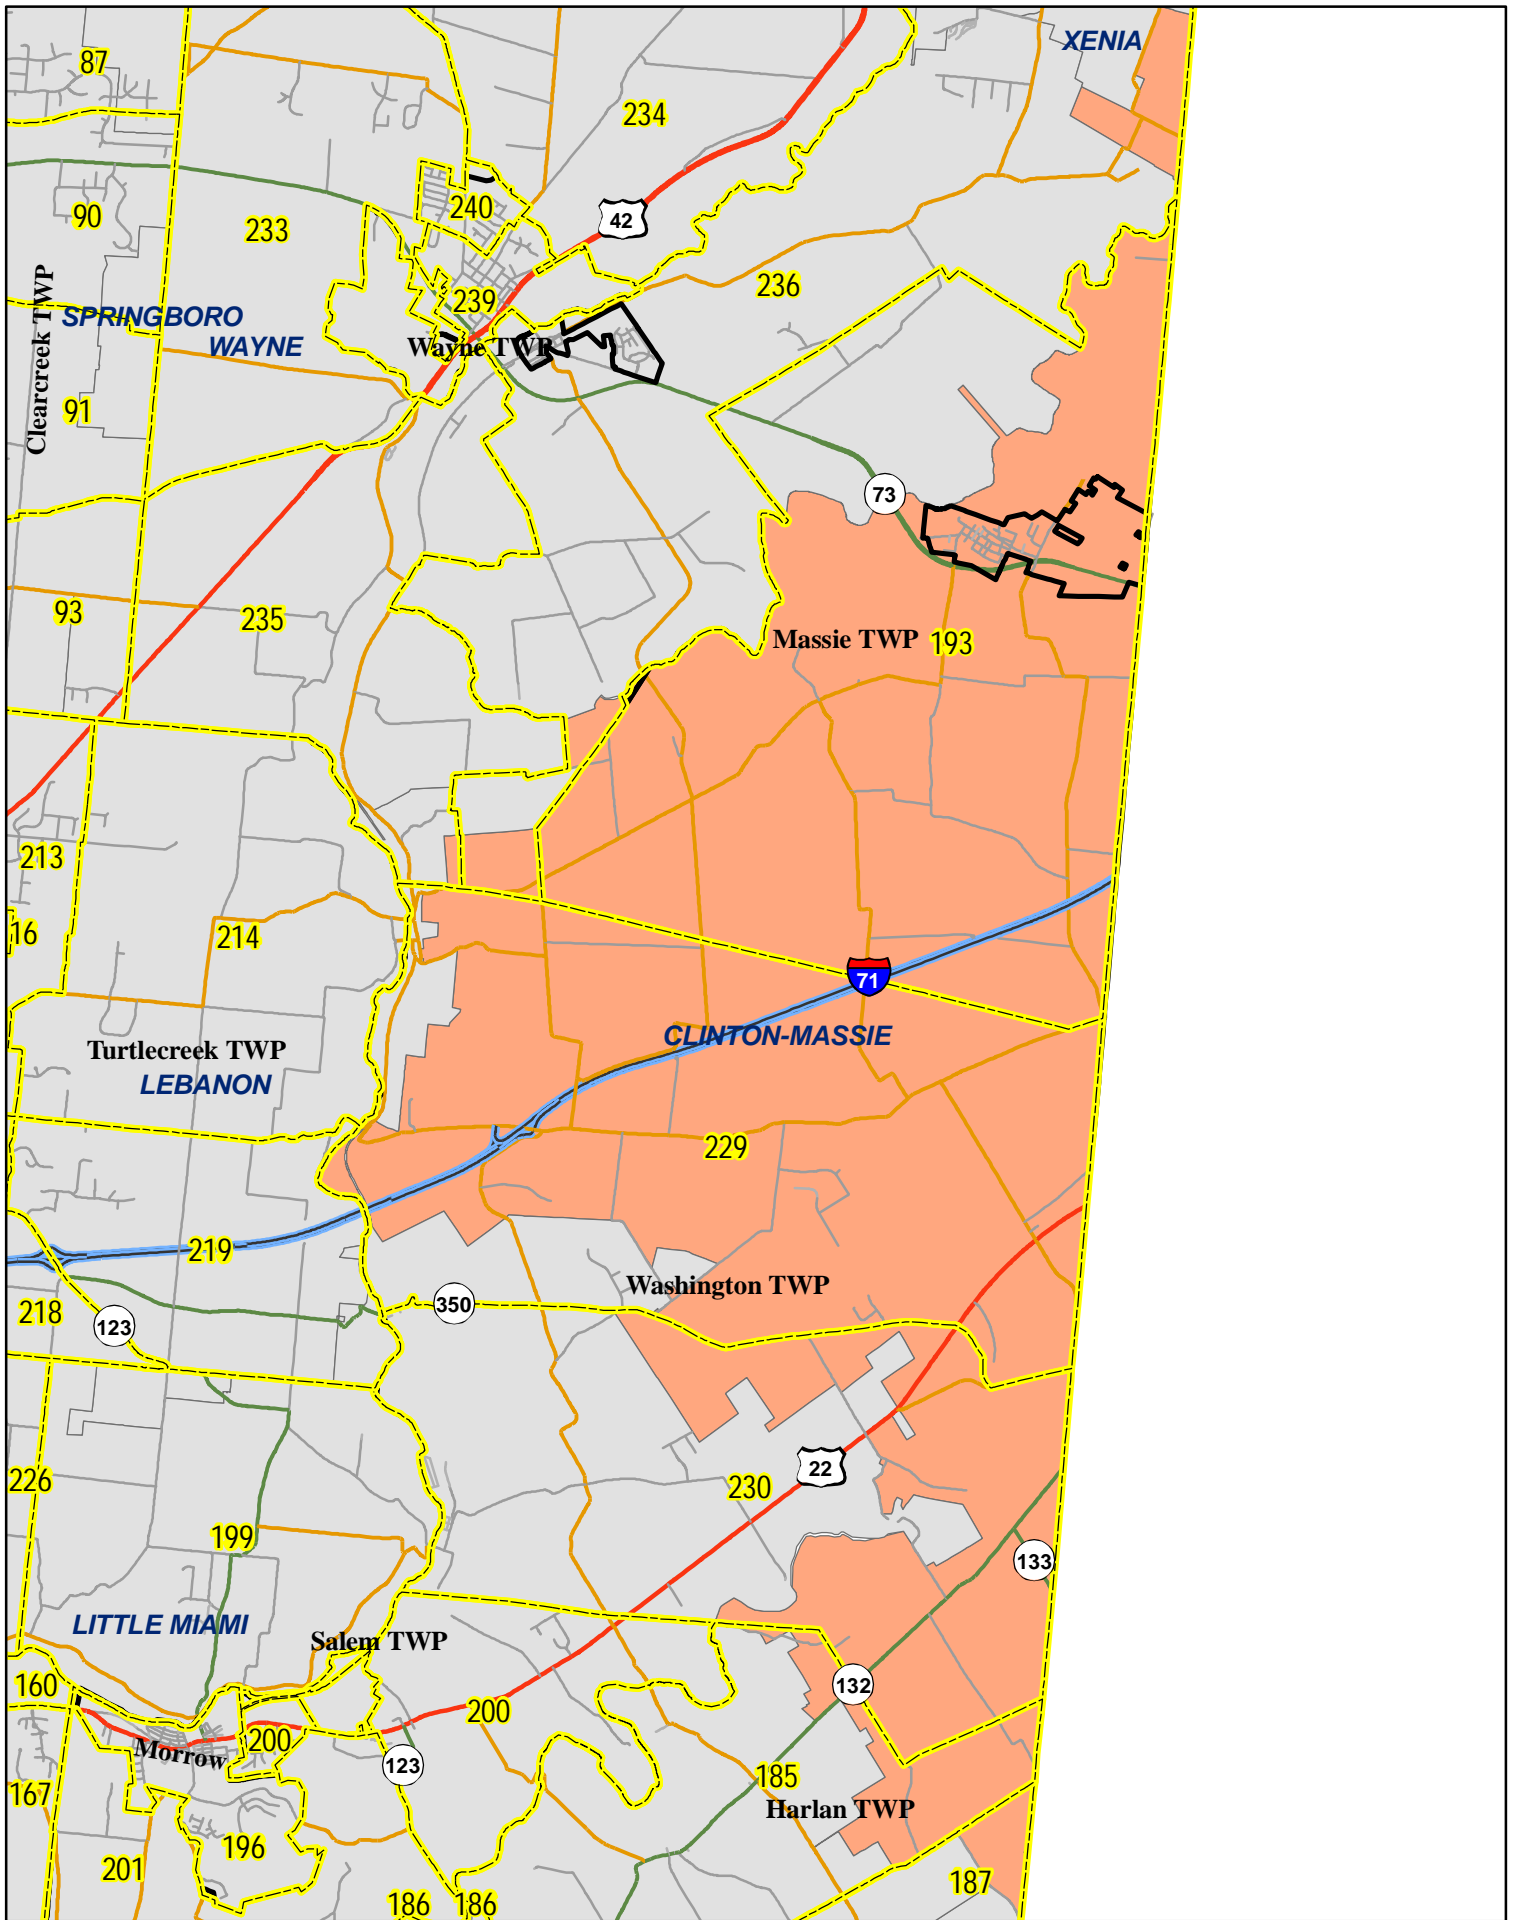 XENIA
87
234
240
42
90
233
236
Clearcreek TWP
239
SPRINGBORO
WAYNE
Wayne TWP
91
73
93
235
Massie TWP
193
213
16
214
71
CLINTON-MASSIE
Turtlecreek TWP
LEBANON
229
219
Washington TWP
350
218
123
22
226
230
199
133
LITTLE MIAMI
Salem TWP
160
132
200
200
Morrow
123
185
167
Harlan TWP
196
201
187
186
186